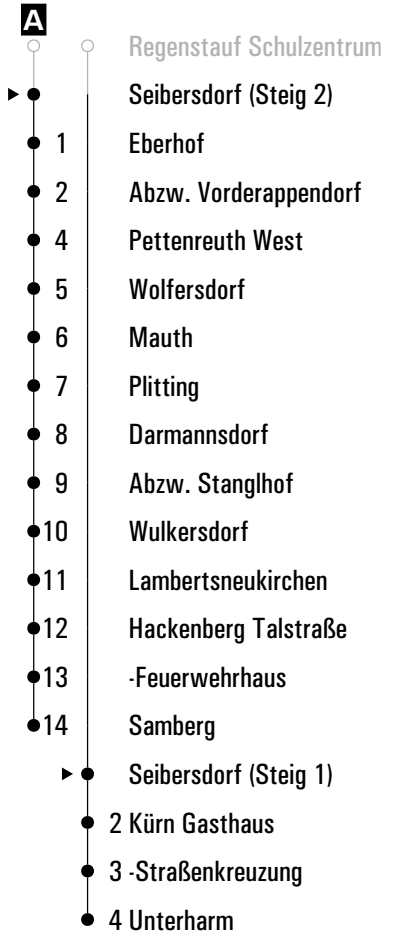 A
Regenstauf Schulzentrum
Seibersdorf (Steig 2)
1 Eberhof
2 Abzw. Vorderappendorf
4 Pettenreuth West
5 Wolfersdorf
6 Mauth
7 Plitting
8 Darmannsdorf
9 Abzw. Stanglhof
10 Wulkersdorf
11 Lambertsneukirchen
12 Hackenberg Talstraße
13 -Feuerwehrhaus
14 Samberg
Seibersdorf (Steig 1)
2 Kürn Gasthaus
3 -Straßenkreuzung
4 Unterharm